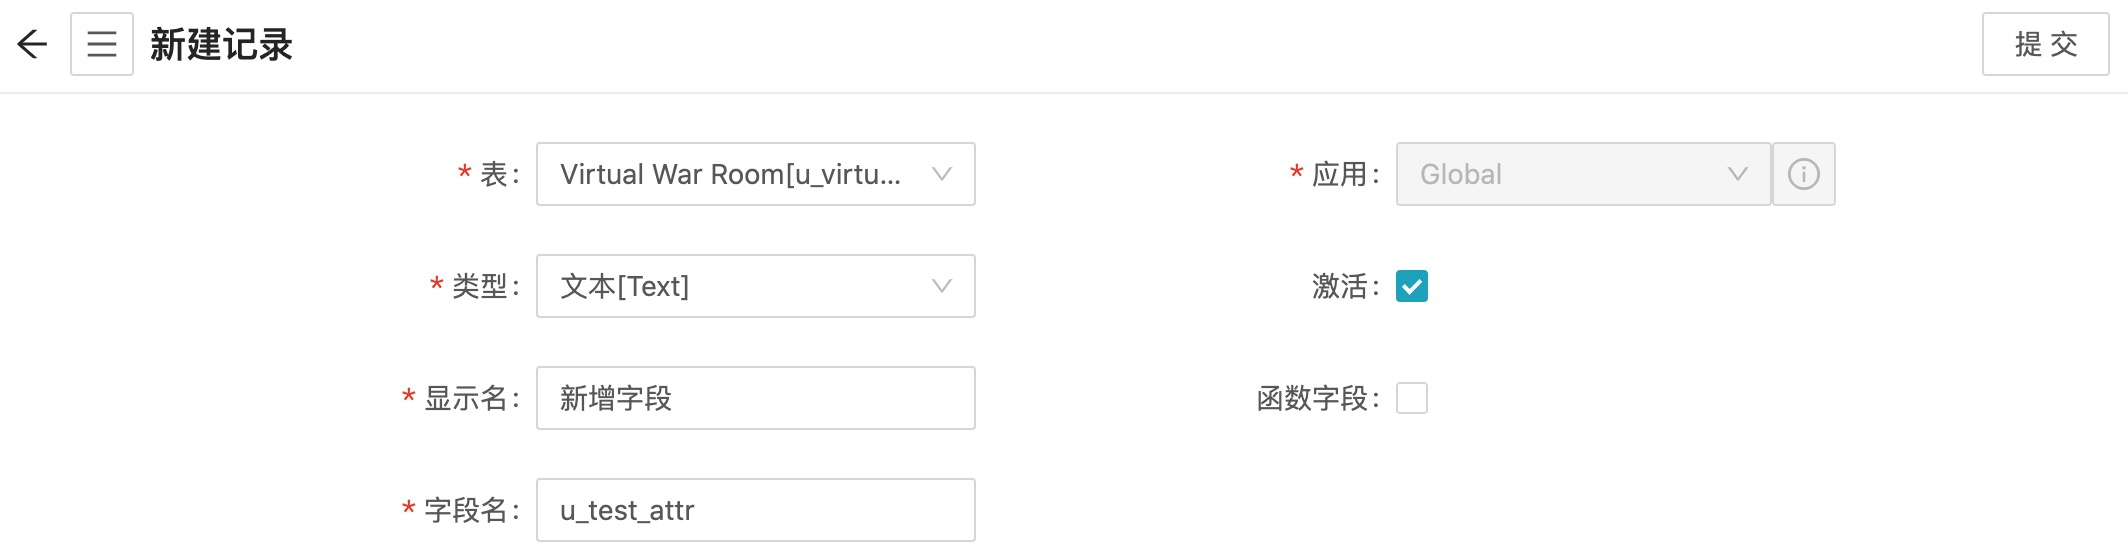 新建记录
提 交
* 表: Virtual War Room[u_virtu...
* 应用: Global
* 类型: 文本[Text]
激活:
* 显示名: 新增字段
函数字段:
* 字段名: u_test_attr